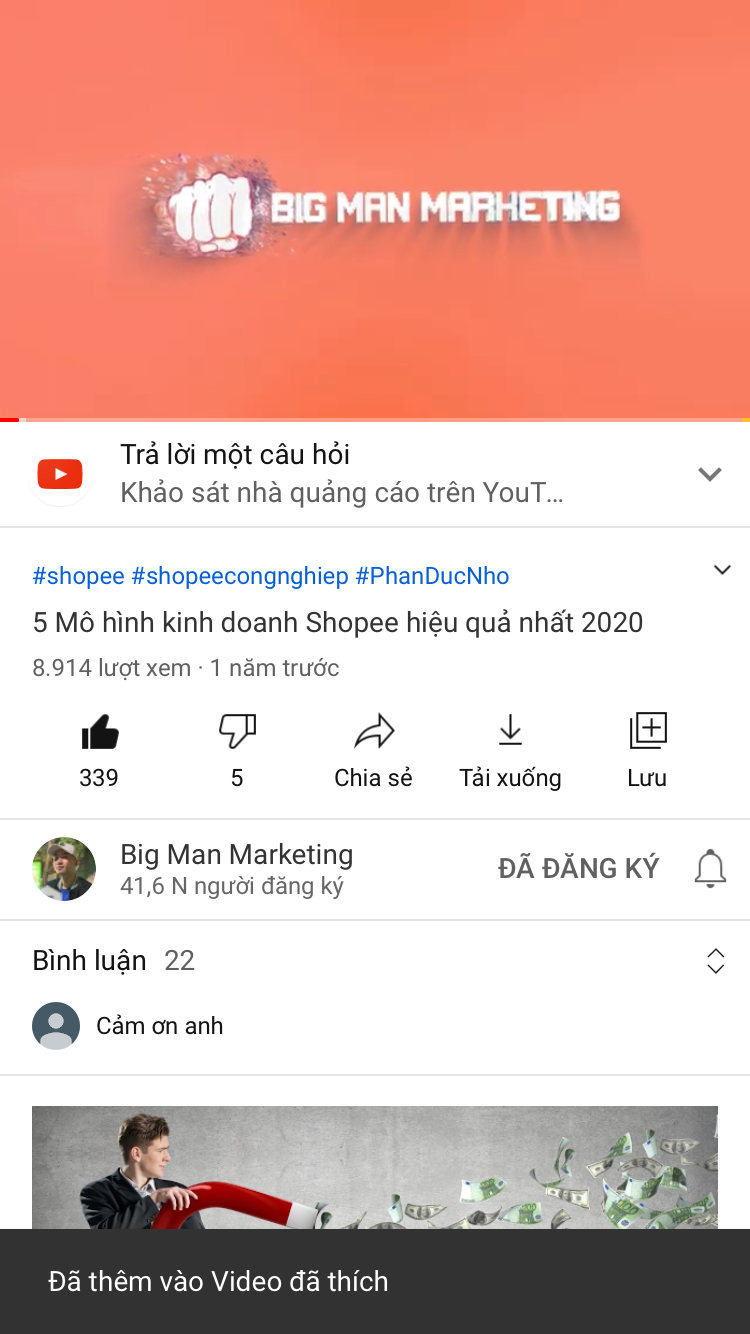 BIG MAN MARKETING
Trả lời một câu hỏi
Khảo sát nhà quảng cáo trên YouT...
#shopee #shopeecongnghiep #PhanDucNho
5 Mô hình kinh doanh Shopee hiệu quả nhất 2020
8.914 lượt xem · 1 năm trước
339
5
Chia sẻ
Tải xuống
Lưu
Big Man Marketing
41,6 N người đăng ký
ĐÃ ĐĂNG KÝ
Bình luận 22
Cảm ơn anh
Đã thêm vào Video đã thích